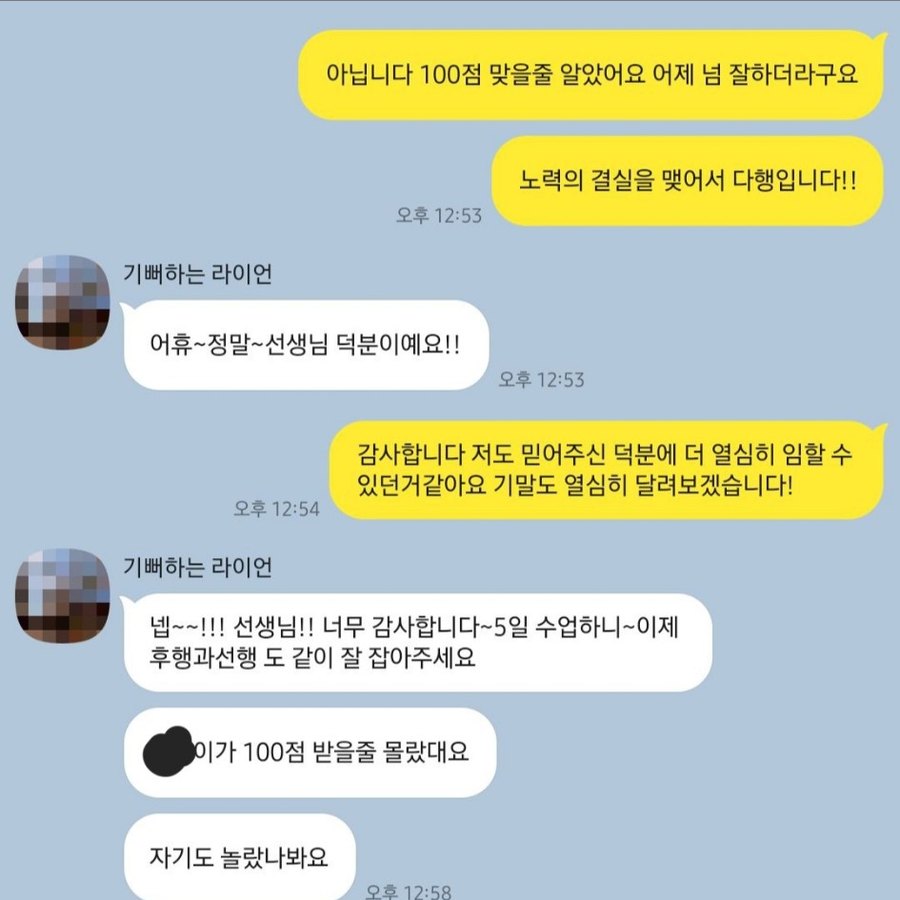 아닙니다 100점 맞을줄 알았어요 어제 넘 잘하더라구요
노력의 결실을 맺어서 다행입니다!!
오후 12:53
기뻐하는 라이언
어휴~정말~선생님 덕분이예요!!
오후 12:53
감사합니다 저도 믿어주신 덕분에 더 열심히 임할 수
있던거같아요 기말도 열심히 달려보겠습니다!
오후 12:54
기뻐하는 라이언
넵~~!!! 선생님!! 너무 감사합니다~5일 수업하니~이제
후행과선행 도 같이 잘 잡아주세요
이가 100점 받을줄 몰랐대요
자기도 놀랐나봐요
오후 12:58